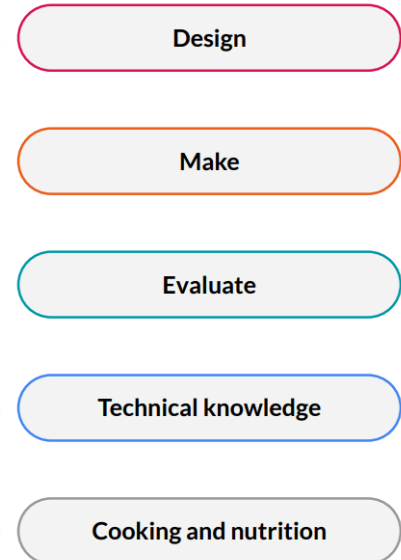 Design
Make
Evaluate
Technical knowledge
Cooking and nutrition